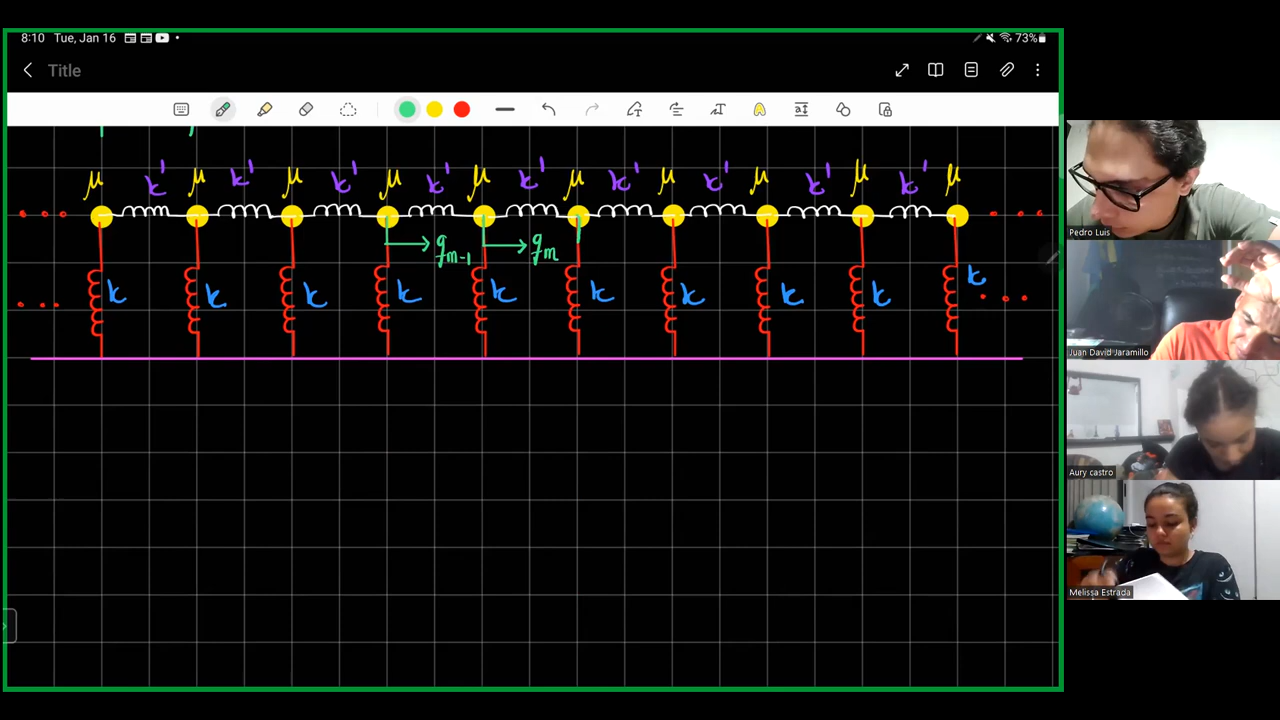 8:10 Tue, Jan 16 73%
Title
μ k' μ k' μ k' μ k' μ k' μ k' μ k' μ k' μ k' μ
q_{m-1} q_m
k k k k k k k k k k
Pedro Luis
Juan David Jaramillo
Aury castro
Melissa Estrada